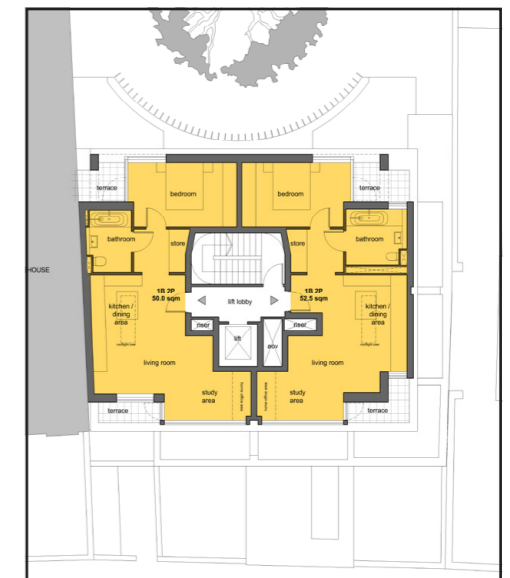 bedroom
bedroom
terrace
terrace
bathroom
store
store
bathroom
HOUSE
1B 2P
50.0 sqm
1B 2P
52.5 sqm
lift lobby
kitchen /
dining
area
kitchen /
dining
area
riser
riser
lift
aov
living room
living room
study
area
study
area
terrace
terrace